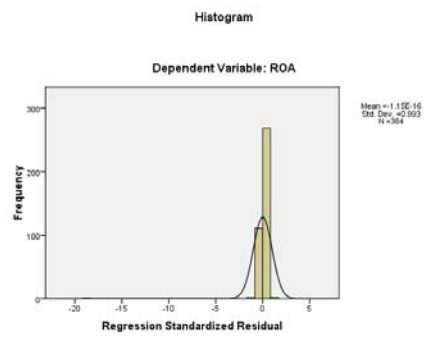 Histogram
Dependent Variable: ROA
Mean =-1.15E-16
Std. Dev. =0.993
N =384
Frequency
300
200
100
0
-20
-15
-10
-5
0
5
Regression Standardized Residual